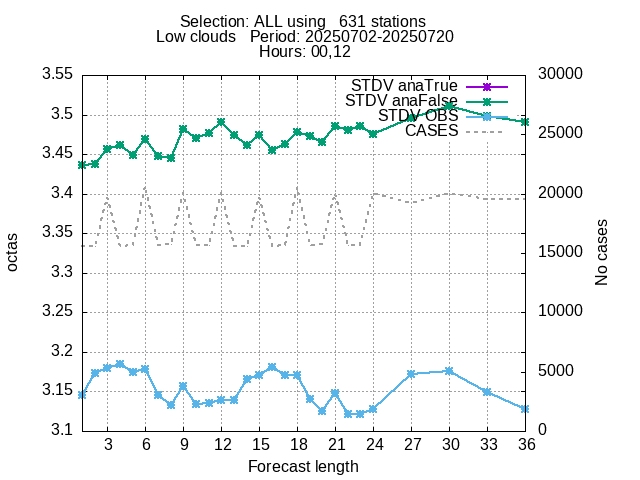 Selection: ALL using   631 stations
Low clouds   Period: 20250702-20250720
Hours: 00,12
STDV anaTrue
STDV anaFalse
STDV OBS
CASES
3.55
3.5
3.45
3.4
3.35
3.3
3.25
3.2
3.15
3.1
30000
25000
20000
15000
10000
5000
0
octas
No cases
3 6 9 12 15 18 21 24 27 30 33 36
Forecast length